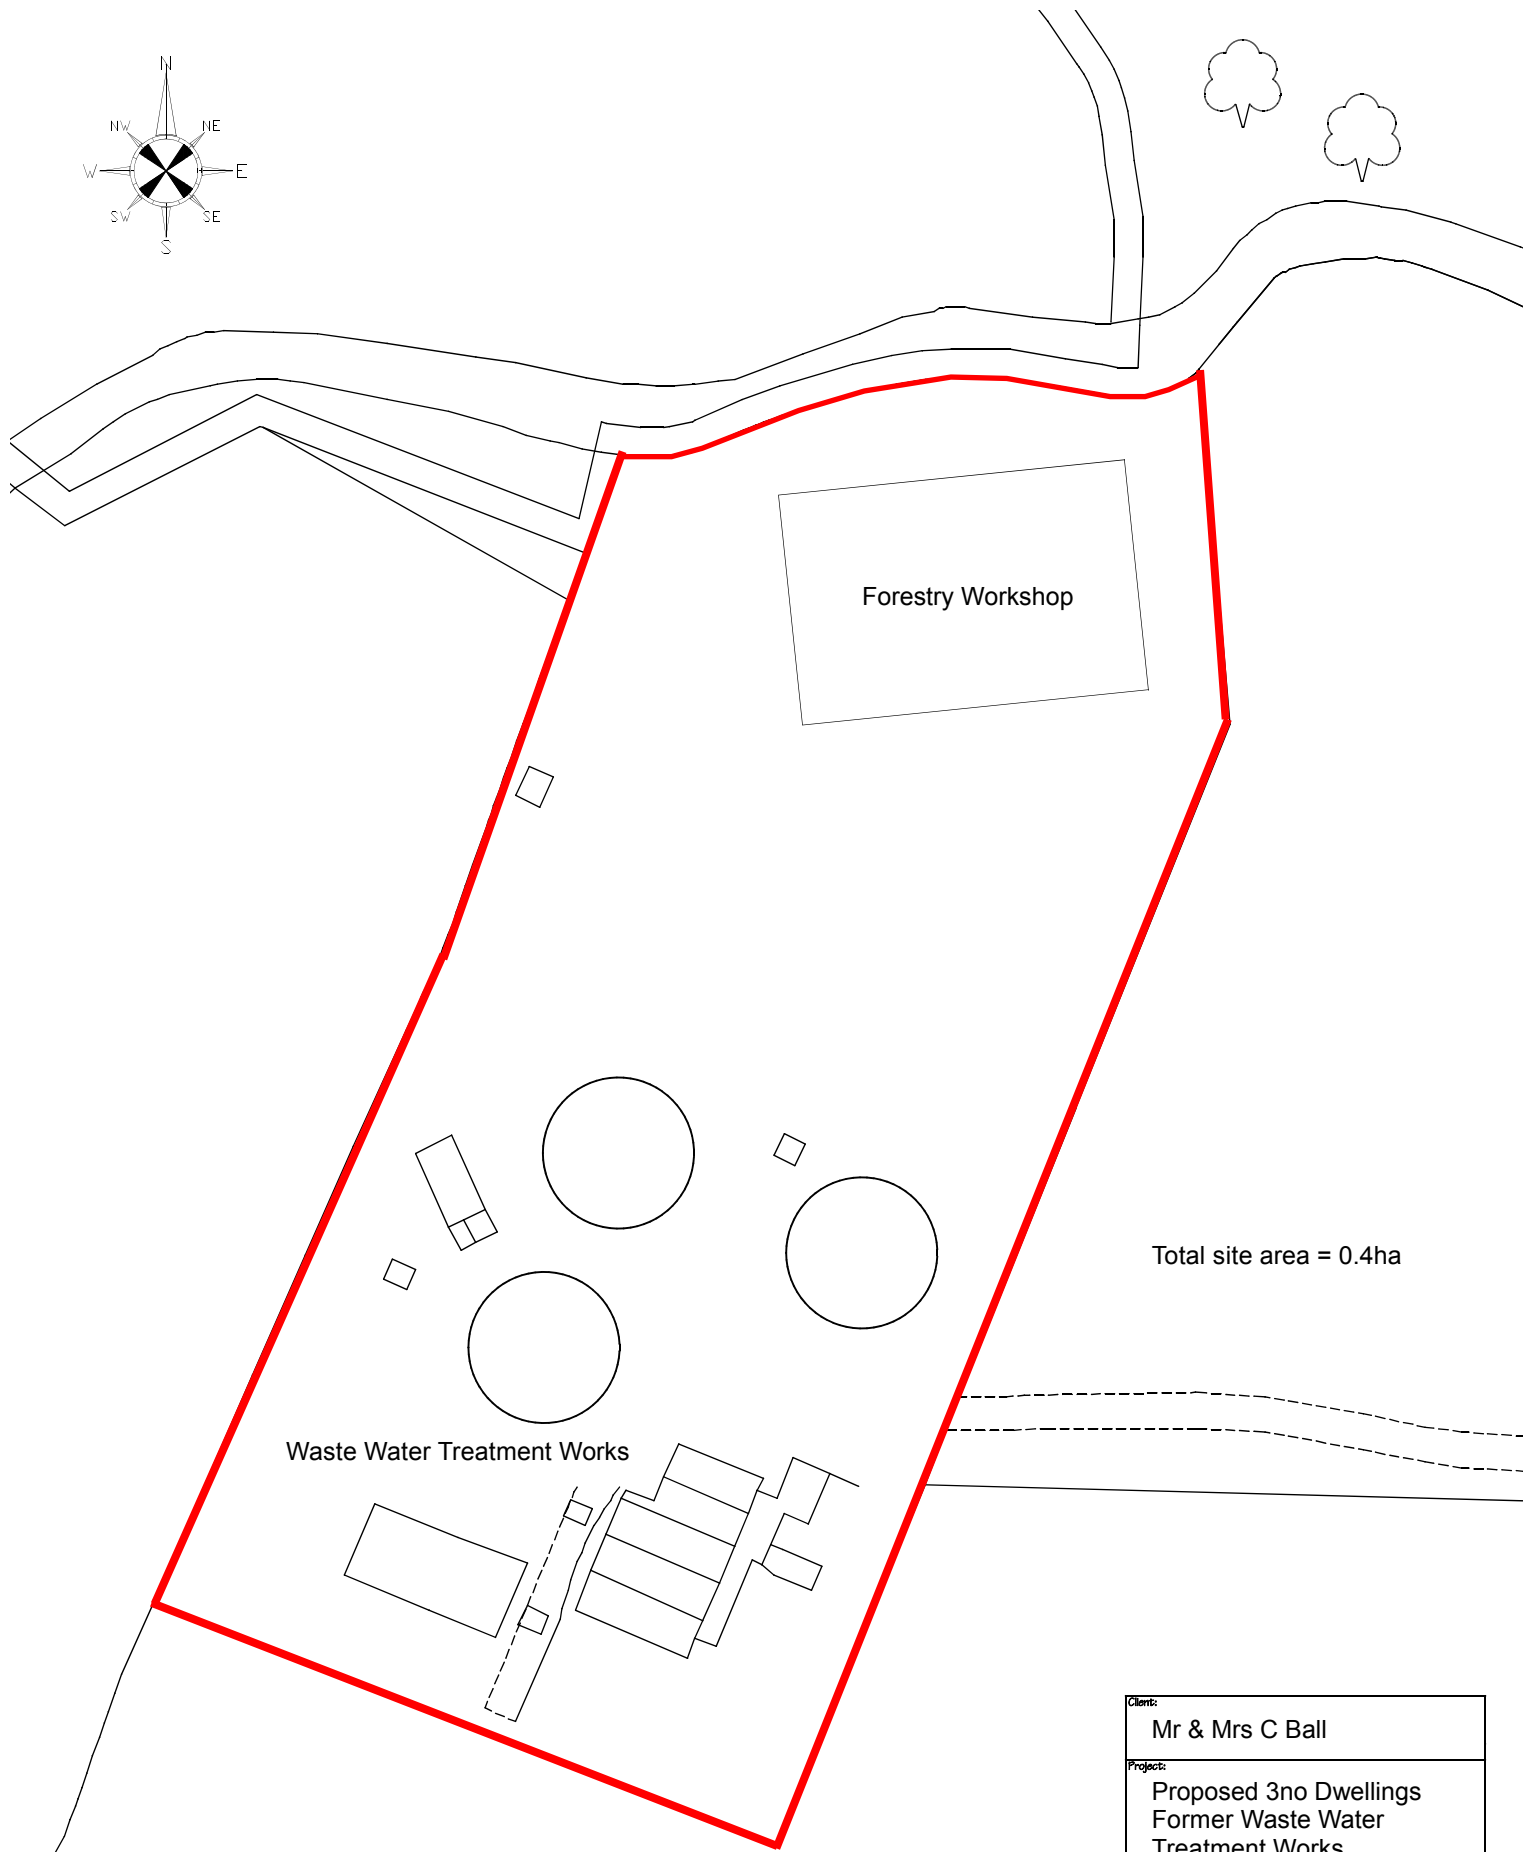 N
NW
NE
W
E
SW
SE
S
Forestry Workshop
Total site area = 0.4ha
Waste Water Treatment Works
Client:
Mr & Mrs C Ball
Project:
Proposed 3no Dwellings
Former Waste Water
Treatment Works